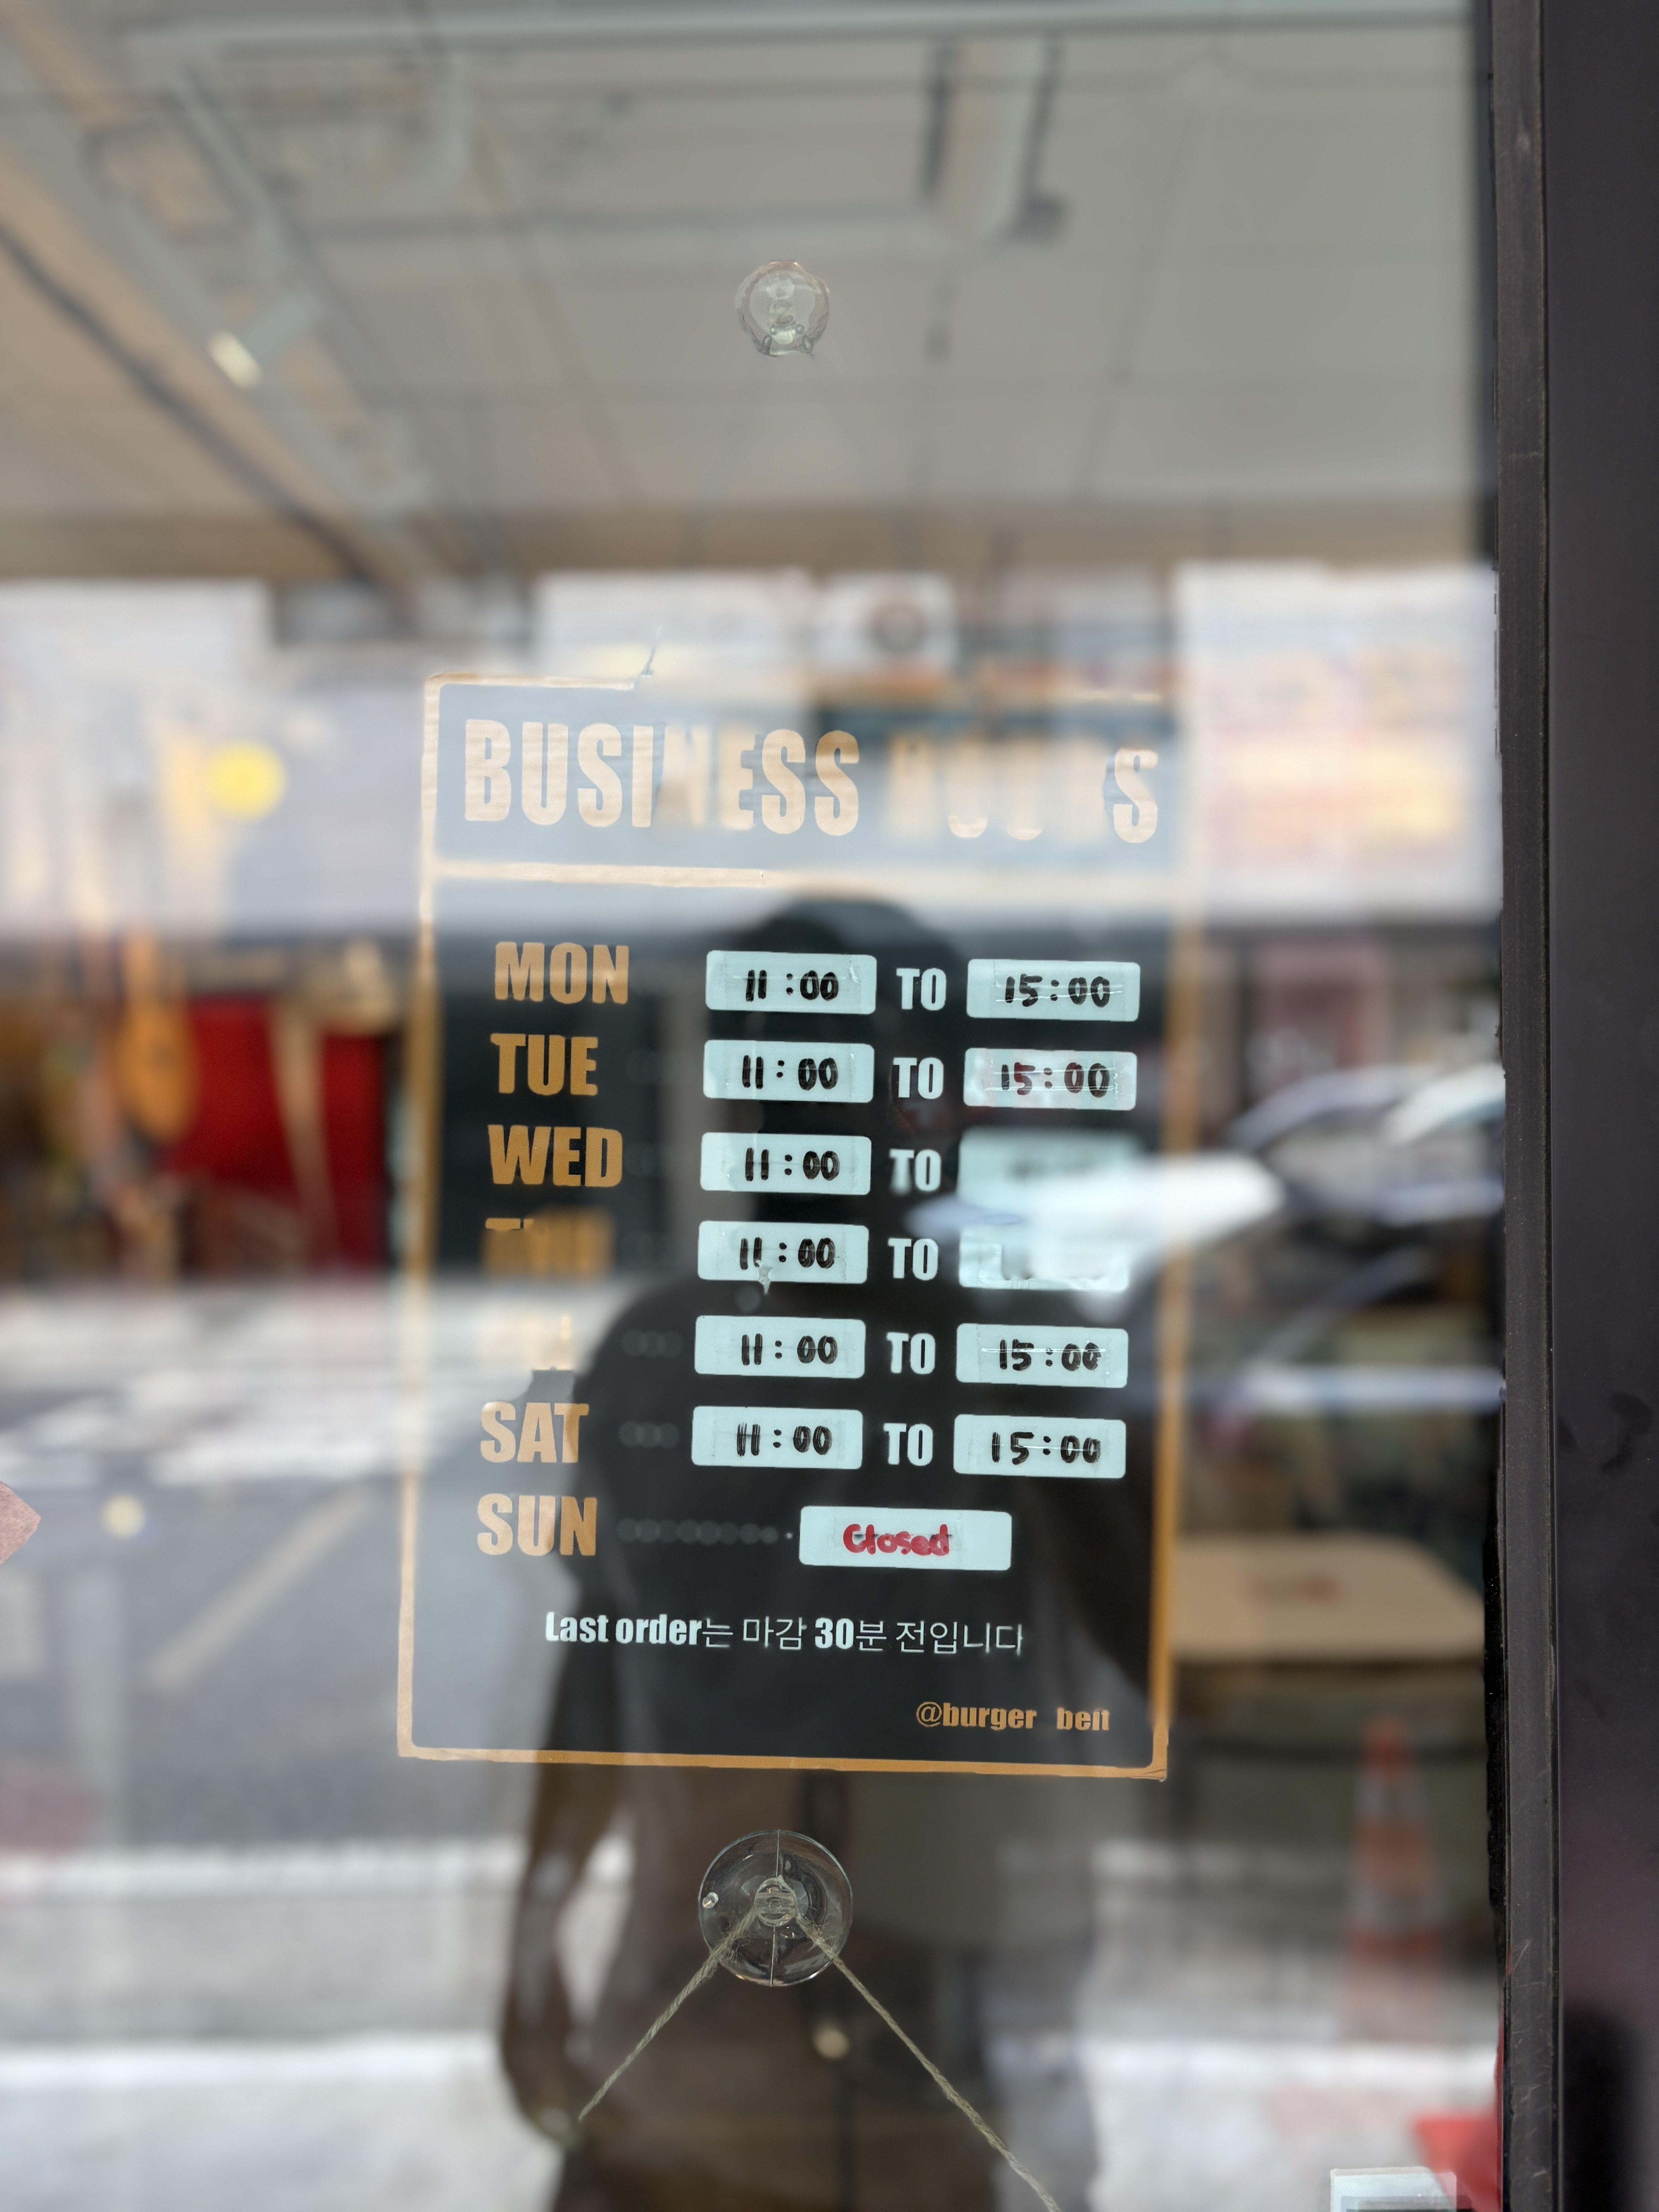 BUSINESS
MON 11:00 TO 15:00
TUE 11:00 TO 15:00
WED 11:00 TO
11:00 TO
11:00 TO 15:00
SAT 11:00 TO 15:00
SUN Closed
Last order는 마감 30분 전입니다
@burger